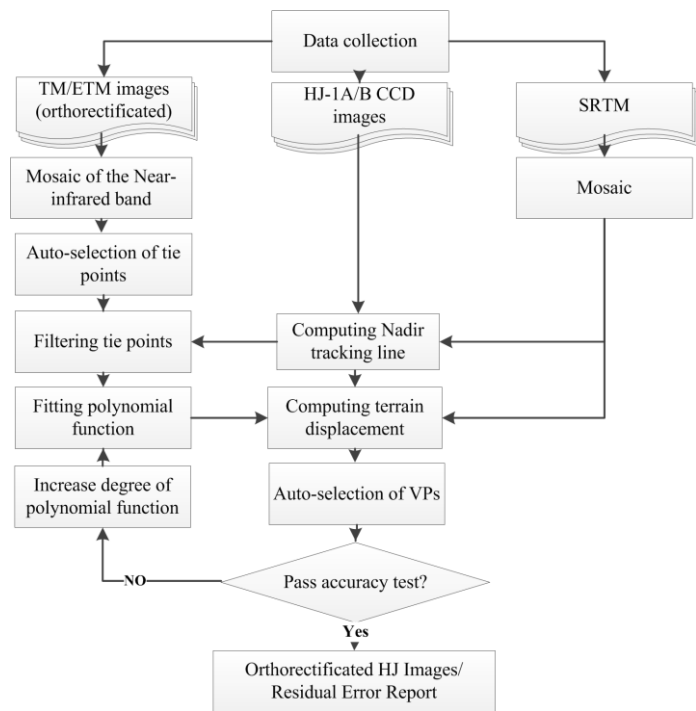 Data collection
TM/ETM images
(orthorectificated)
HJ-1A/B CCD
images
SRTM
Mosaic of the Near-
infrared band
Mosaic
Auto-selection of tie
points
Filtering tie points
Computing Nadir
tracking line
Fitting polynomial
function
Computing terrain
displacement
Increase degree of
polynomial function
Auto-selection of VPs
Pass accuracy test?
NO
Yes
Orthorectificated HJ Images/
Residual Error Report